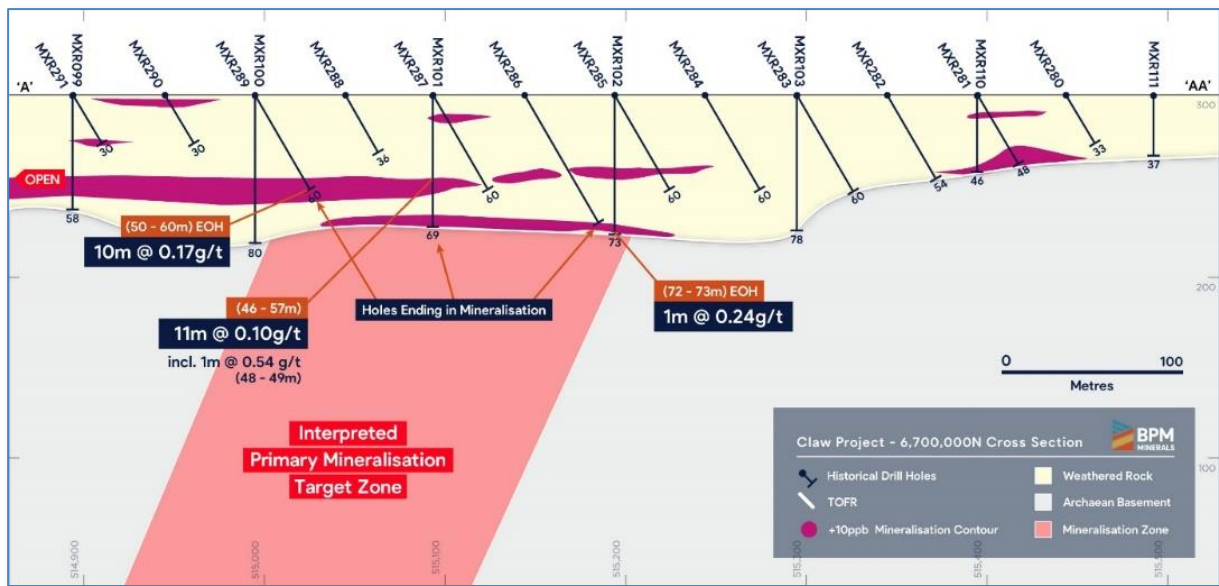 MXR291
MXR099
MXR290
MXR289
MXR100
MXR288
MXR287
MXR101
MXR286
MXR285
MXR102
MXR284
MXR283
MXR103
MXR282
MXR281
MXR110
MXR280
MXR111
'A'
'AA'
300
30
30
36
60
60
60
60
60
54
46
48
33
37
OPEN
58
80
69
73
78
(50 - 60m) EOH
10m @ 0.17g/t
(46 - 57m)
11m @ 0.10g/t
incl. 1m @ 0.54 g/t
(48 - 49m)
Holes Ending in Mineralisation
(72 - 73m) EOH
1m @ 0.24g/t
200
0 100
Metres
Interpreted
Primary Mineralisation
Target Zone
Claw Project - 6,700,000N Cross Section
BPM
MINERALS
Historical Drill Holes
Weathered Rock
TOFR
Archaean Basement
+10ppb Mineralisation Contour
Mineralisation Zone
100
514,900
515,000
515,100
515,200
515,300
515,400
515,500